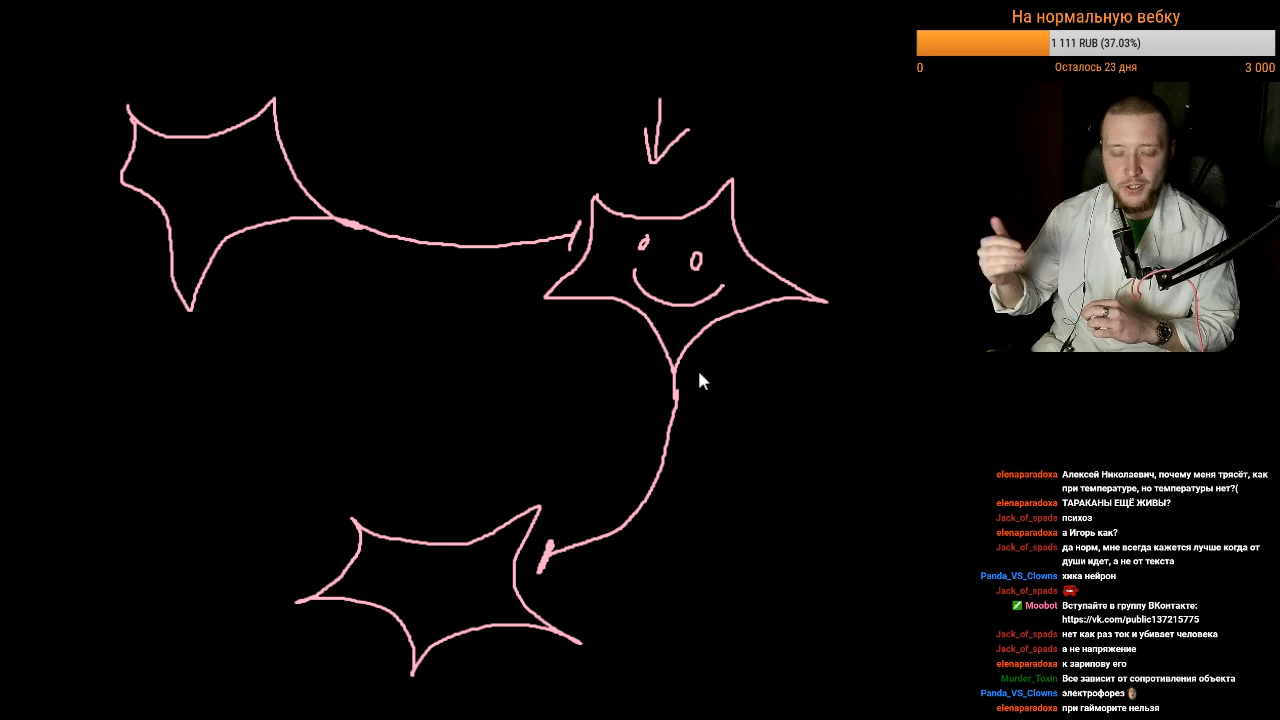 На нормальную вебку
1 111 RUB (37.03%)
0 Осталось 23 дня 3 000
elenaparadoxa Алексей Николаевич, почему меня трясёт, как
при температуре, но температуры нет?(
elenaparadoxa ТАРАКАНЫ ЕЩЁ ЖИВЫ?
Jack_of_spads психоз
elenaparadoxa а Игорь как?
Jack_of_spads да норм, мне всегда кажется лучше когда от
души идет, а не от текста
Panda_VS_Clowns хика нейрон
Jack_of_spads
Moobot Вступайте в группу ВКонтакте:
https://vk.com/public137215775
Jack_of_spads нет как раз ток и убивает человека
Jack_of_spads а не напряжение
elenaparadoxa к зарипову его
Murder_Toxin Все зависит от сопротивления объекта
Panda_VS_Clowns электрофорез
elenaparadoxa при гайморите нельзя